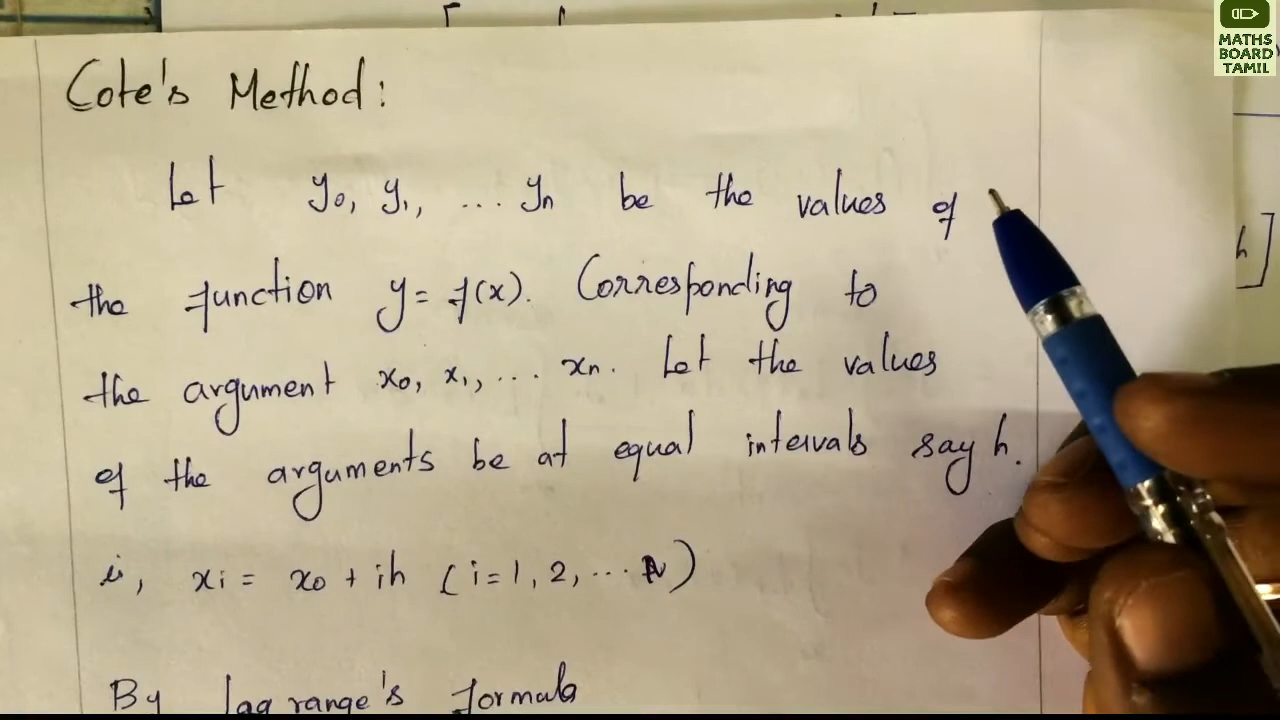 MATHS
BOARD
TAMIL
Cote's Method:
Let y₀, y₁, ... yₙ be the values of
the function y = f(x). Corresponding to
the argument x₀, x₁, ... xₙ. Let the values
of the arguments be at equal intervals say h.
ie, xi = x₀ + ih (i = 1, 2, ... n)
By lagrange's formula
h]